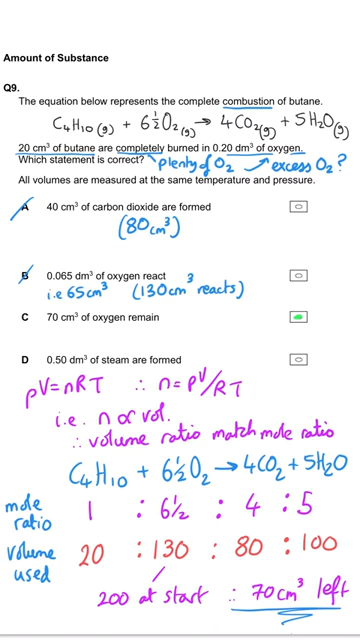 Amount of Substance
Q9.
The equation below represents the complete combustion of butane.
C₄H₁₀(g) + 6½O₂(g) → 4CO₂(g) + 5H₂O(g)
20 cm³ of butane are completely burned in 0.20 dm³ of oxygen.
Which statement is correct? plenty of O₂ → excess O₂?
All volumes are measured at the same temperature and pressure.
A 40 cm³ of carbon dioxide are formed
(80cm³)
B 0.065 dm³ of oxygen react
i.e 65cm³ (130cm³ reacts)
C 70 cm³ of oxygen remain
D 0.50 dm³ of steam are formed
pV=nRT ∴ n=pV/RT
i.e. n α vol.
∴ volume ratio match mole ratio
C₄H₁₀ + 6½O₂ → 4CO₂ + 5H₂O
mole ratio 1 : 6½ : 4 : 5
volume used 20 : 130 : 80 : 100
200 at start ∴ 70cm³ left